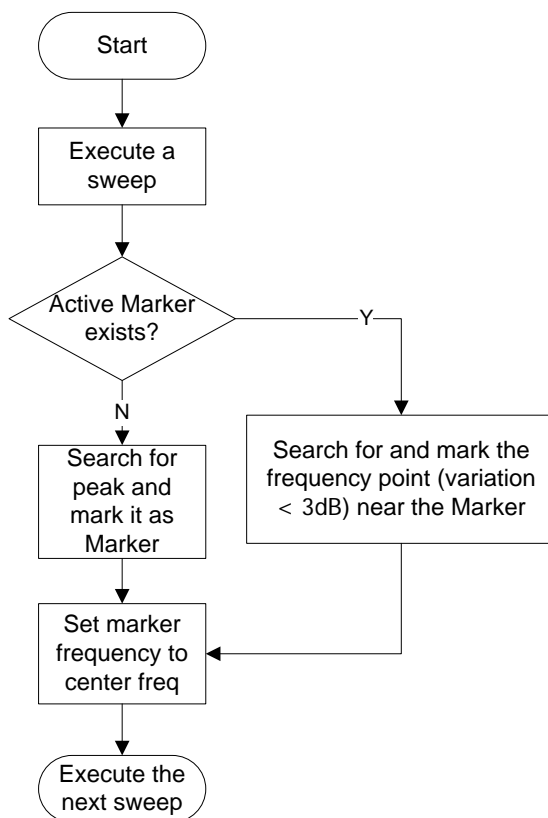 Start
Execute a
sweep
Active Marker
exists?
Y
N
Search for
peak and
mark it as
Marker
Search for and mark the
frequency point (variation
< 3dB) near the Marker
Set marker
frequency to
center freq
Execute the
next sweep